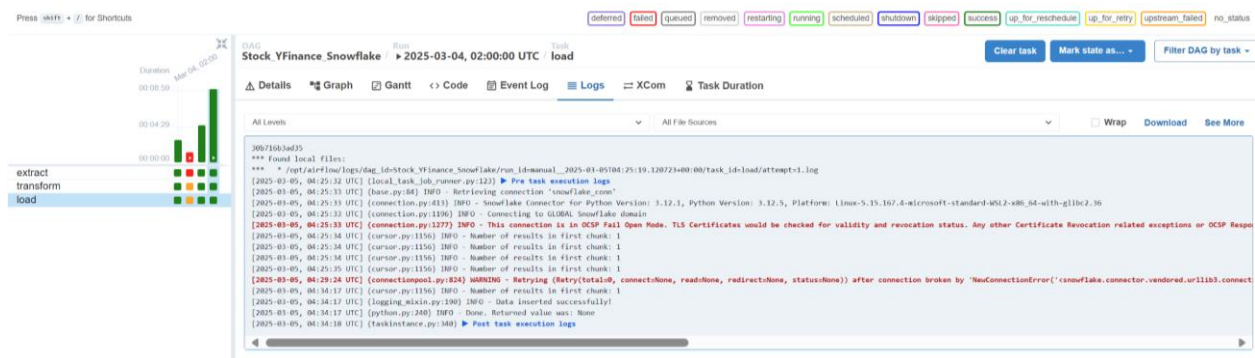 Press shift + / for Shortcuts
deferred failed queued removed restarting running scheduled shutdown skipped success up_for_reschedule up_for_retry upstream_failed no_status
DAG Run Task
Stock_YFinance_Snowflake / ▶ 2025-03-04, 02:00:00 UTC / load
Clear task Mark state as... Filter DAG by task
Duration
Mar 04, 02:00
00:08:59
00:04:29
00:00:00
extract
transform
load
Details Graph Gantt <> Code Event Log Logs XCom Task Duration
All Levels All File Sources Wrap Download See More
30b716b3ad35
*** Found local files:
*** * /opt/airflow/logs/dag_id=Stock_YFinance_Snowflake/run_id=manual__2025-03-05T04:25:19.120723+00:00/task_id=load/attempt=1.log
[2025-03-05, 04:25:32 UTC] {local_task_job_runner.py:123} ▶ Pre task execution logs
[2025-03-05, 04:25:33 UTC] {base.py:84} INFO - Retrieving connection 'snowflake_conn'
[2025-03-05, 04:25:33 UTC] {connection.py:413} INFO - Snowflake Connector for Python Version: 3.12.1, Python Version: 3.12.5, Platform: Linux-5.15.167.4-microsoft-standard-WSL2-x86_64-with-glibc2.36
[2025-03-05, 04:25:33 UTC] {connection.py:1196} INFO - Connecting to GLOBAL Snowflake domain
[2025-03-05, 04:25:33 UTC] {connection.py:1277} INFO - This connection is in OCSP Fail Open Mode. TLS Certificates would be checked for validity and revocation status. Any other Certificate Revocation related exceptions or OCSP Respo
[2025-03-05, 04:25:34 UTC] {cursor.py:1156} INFO - Number of results in first chunk: 1
[2025-03-05, 04:25:34 UTC] {cursor.py:1156} INFO - Number of results in first chunk: 1
[2025-03-05, 04:25:34 UTC] {cursor.py:1156} INFO - Number of results in first chunk: 1
[2025-03-05, 04:25:35 UTC] {cursor.py:1156} INFO - Number of results in first chunk: 1
[2025-03-05, 04:29:24 UTC] {connectionpool.py:824} WARNING - Retrying (Retry(total=0, connect=None, read=None, redirect=None, status=None)) after connection broken by 'NewConnectionError('<snowflake.connector.vendored.urllib3.connect
[2025-03-05, 04:34:17 UTC] {cursor.py:1156} INFO - Number of results in first chunk: 1
[2025-03-05, 04:34:17 UTC] {logging_mixin.py:190} INFO - Data inserted successfully!
[2025-03-05, 04:34:17 UTC] {python.py:240} INFO - Done. Returned value was: None
[2025-03-05, 04:34:18 UTC] {taskinstance.py:340} ▶ Post task execution logs